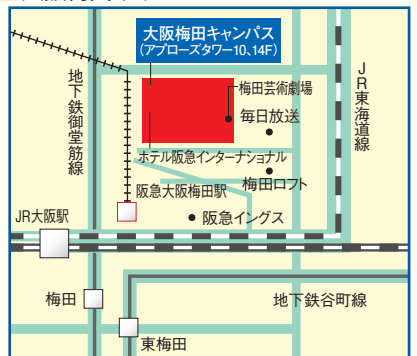 大阪梅田キャンパス
(アプローズタワー10、14F)
地下鉄御堂筋線
JR東海道線
梅田芸術劇場
毎日放送
ホテル阪急インターナショナル
阪急大阪梅田駅
梅田ロフト
JR大阪駅
阪急イングス
梅田
地下鉄谷町線
東梅田